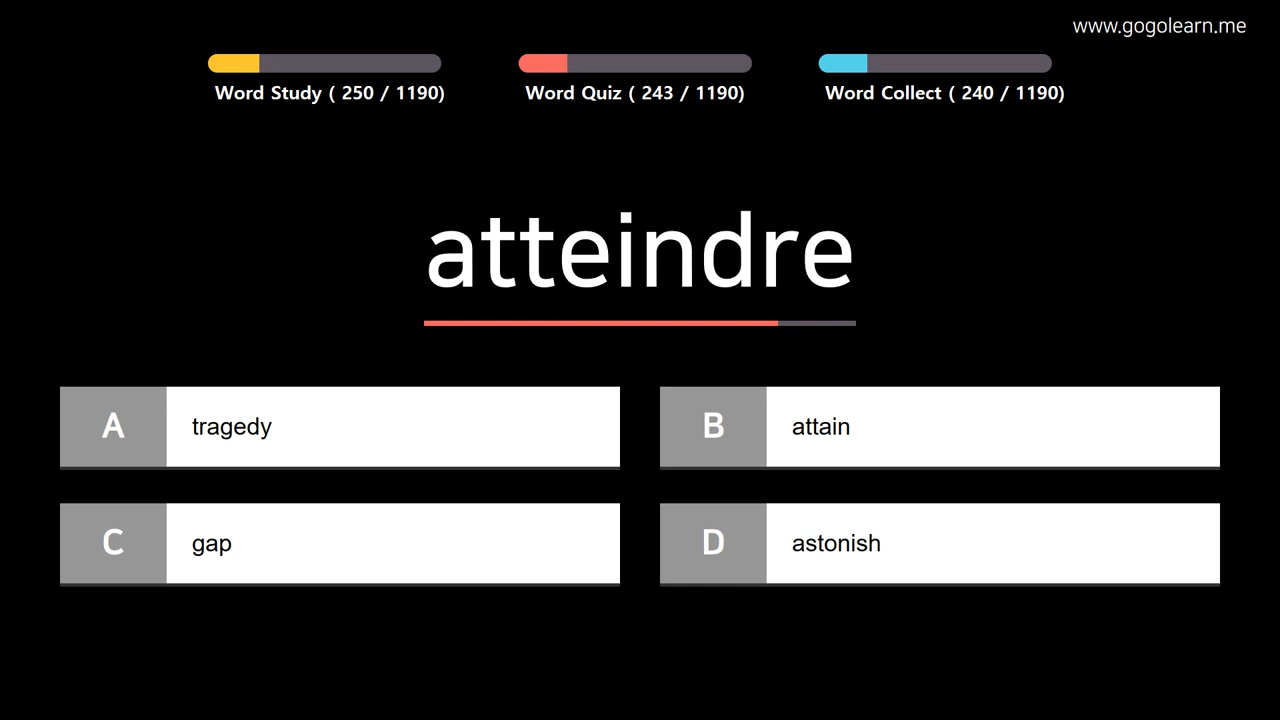 www.gogolearn.me
Word Study ( 250 / 1190)
Word Quiz ( 243 / 1190)
Word Collect ( 240 / 1190)
atteindre
A tragedy
B attain
C gap
D astonish